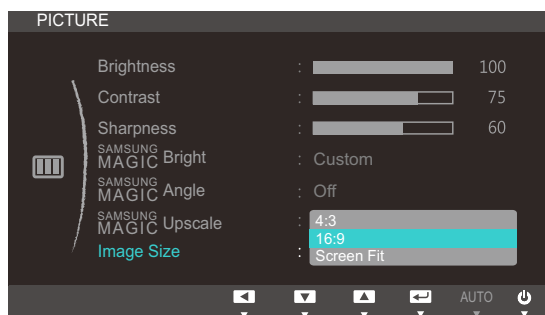 PICTURE
Brightness : 100
Contrast : 75
Sharpness : 60
SAMSUNG MAGIC Bright : Custom
SAMSUNG MAGIC Angle : Off
SAMSUNG MAGIC Upscale : 4:3
16:9
Image Size : Screen Fit
AUTO